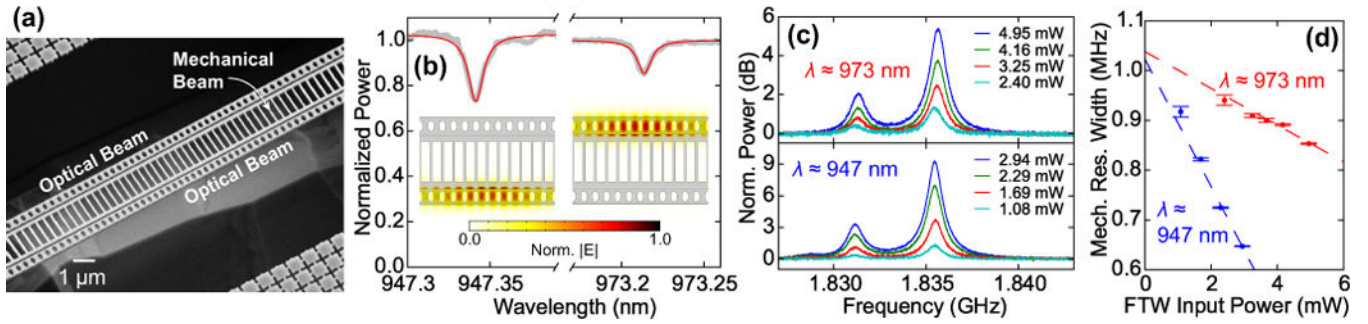 (a)
Mechanical
Beam
Optical Beam
Optical Beam
1 μm
(b)
Normalized Power
1.0
0.8
0.6
0.4
0.2
0.0
0.0
1.0
Norm. |E|
947.3
947.35
973.2
973.25
Wavelength (nm)
(c)
Norm. Power (dB)
6
4
2
0
λ ≈ 973 nm
4.95 mW
4.16 mW
3.25 mW
2.40 mW
9
6
3
0
λ ≈ 947 nm
2.94 mW
2.29 mW
1.69 mW
1.08 mW
1.830
1.835
1.840
Frequency (GHz)
(d)
Mech. Res. Width (MHz)
1.1
1.0
0.9
0.8
0.7
0.6
λ ≈ 973 nm
λ ≈
947 nm
0
2
4
6
FTW Input Power (mW)